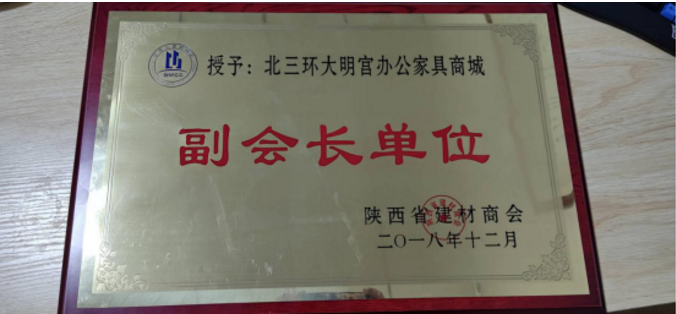 授予：北三环大明宫办公家具商城
副会长单位
陕西省建材商会
二〇一八年十二月